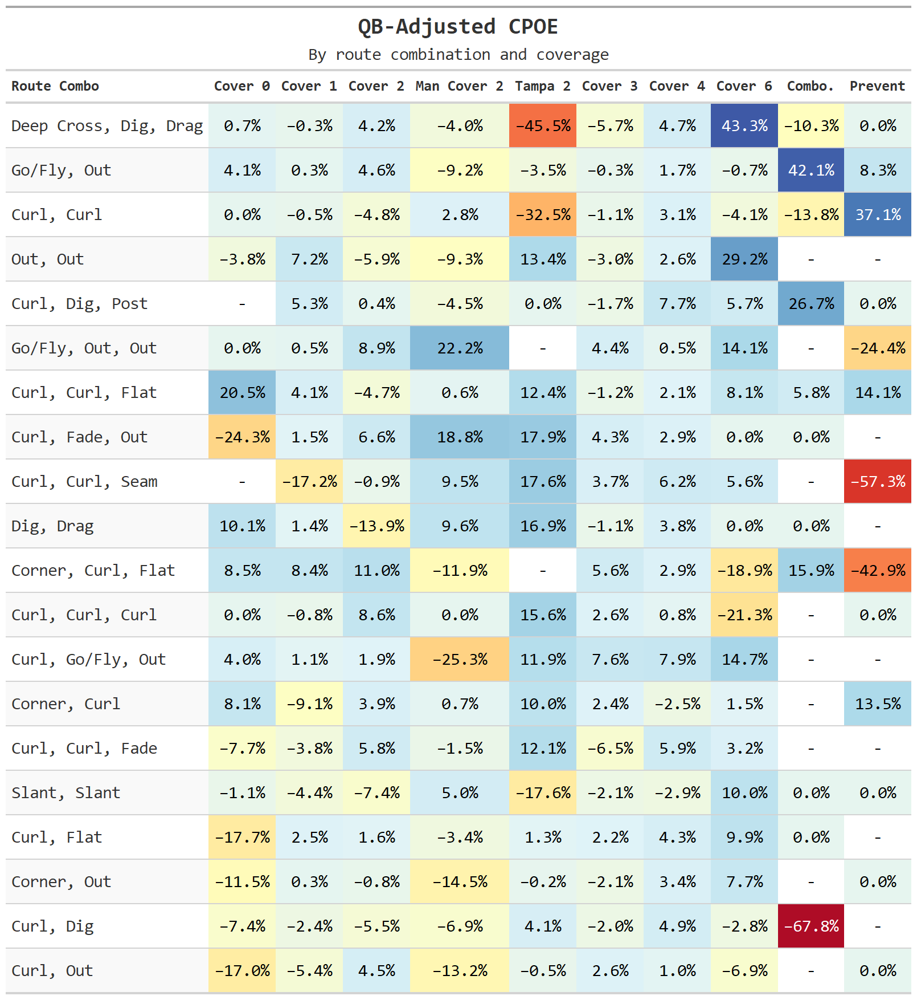 QB-Adjusted CPOE
By route combination and coverage
Route Combo Cover 0 Cover 1 Cover 2 Man Cover 2 Tampa 2 Cover 3 Cover 4 Cover 6 Combo. Prevent
Deep Cross, Dig, Drag 0.7% −0.3% 4.2% −4.0% −45.5% −5.7% 4.7% 43.3% −10.3% 0.0%
Go/Fly, Out 4.1% 0.3% 4.6% −9.2% −3.5% −0.3% 1.7% −0.7% 42.1% 8.3%
Curl, Curl 0.0% −0.5% −4.8% 2.8% −32.5% −1.1% 3.1% −4.1% −13.8% 37.1%
Out, Out −3.8% 7.2% −5.9% −9.3% 13.4% −3.0% 2.6% 29.2% - -
Curl, Dig, Post - 5.3% 0.4% −4.5% 0.0% −1.7% 7.7% 5.7% 26.7% 0.0%
Go/Fly, Out, Out 0.0% 0.5% 8.9% 22.2% - 4.4% 0.5% 14.1% - −24.4%
Curl, Curl, Flat 20.5% 4.1% −4.7% 0.6% 12.4% −1.2% 2.1% 8.1% 5.8% 14.1%
Curl, Fade, Out −24.3% 1.5% 6.6% 18.8% 17.9% 4.3% 2.9% 0.0% 0.0% -
Curl, Curl, Seam - −17.2% −0.9% 9.5% 17.6% 3.7% 6.2% 5.6% - −57.3%
Dig, Drag 10.1% 1.4% −13.9% 9.6% 16.9% −1.1% 3.8% 0.0% 0.0% -
Corner, Curl, Flat 8.5% 8.4% 11.0% −11.9% - 5.6% 2.9% −18.9% 15.9% −42.9%
Curl, Curl, Curl 0.0% −0.8% 8.6% 0.0% 15.6% 2.6% 0.8% −21.3% - 0.0%
Curl, Go/Fly, Out 4.0% 1.1% 1.9% −25.3% 11.9% 7.6% 7.9% 14.7% - -
Corner, Curl 8.1% −9.1% 3.9% 0.7% 10.0% 2.4% −2.5% 1.5% - 13.5%
Curl, Curl, Fade −7.7% −3.8% 5.8% −1.5% 12.1% −6.5% 5.9% 3.2% - -
Slant, Slant −1.1% −4.4% −7.4% 5.0% −17.6% −2.1% −2.9% 10.0% 0.0% 0.0%
Curl, Flat −17.7% 2.5% 1.6% −3.4% 1.3% 2.2% 4.3% 9.9% 0.0% -
Corner, Out −11.5% 0.3% −0.8% −14.5% −0.2% −2.1% 3.4% 7.7% - 0.0%
Curl, Dig −7.4% −2.4% −5.5% −6.9% 4.1% −2.0% 4.9% −2.8% −67.8% -
Curl, Out −17.0% −5.4% 4.5% −13.2% −0.5% 2.6% 1.0% −6.9% - 0.0%